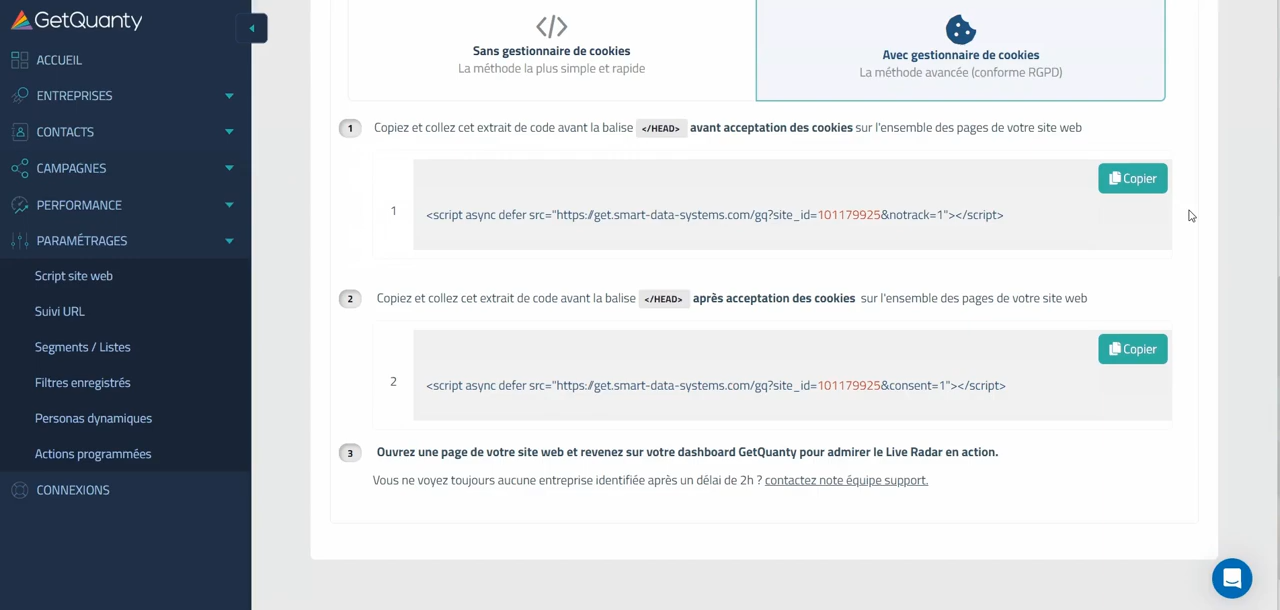 GetQuanty
ACCUEIL
ENTREPRISES
CONTACTS
CAMPAGNES
PERFORMANCE
PARAMÉTRAGES
Script site web
Suivi URL
Segments / Listes
Filtres enregistrés
Personas dynamiques
Actions programmées
CONNEXIONS
</>
Sans gestionnaire de cookies
La méthode la plus simple et rapide
Avec gestionnaire de cookies
La méthode avancée (conforme RGPD)
1 Copiez et collez cet extrait de code avant la balise </HEAD> avant acceptation des cookies sur l'ensemble des pages de votre site web
Copier
1 <script async defer src="https://get.smart-data-systems.com/gq?site_id=101179925&notrack=1"></script>
2 Copiez et collez cet extrait de code avant la balise </HEAD> après acceptation des cookies sur l'ensemble des pages de votre site web
Copier
2 <script async defer src="https://get.smart-data-systems.com/gq?site_id=101179925&consent=1"></script>
3 Ouvrez une page de votre site web et revenez sur votre dashboard GetQuanty pour admirer le Live Radar en action.
Vous ne voyez toujours aucune entreprise identifiée après un délai de 2h ? contactez note équipe support.